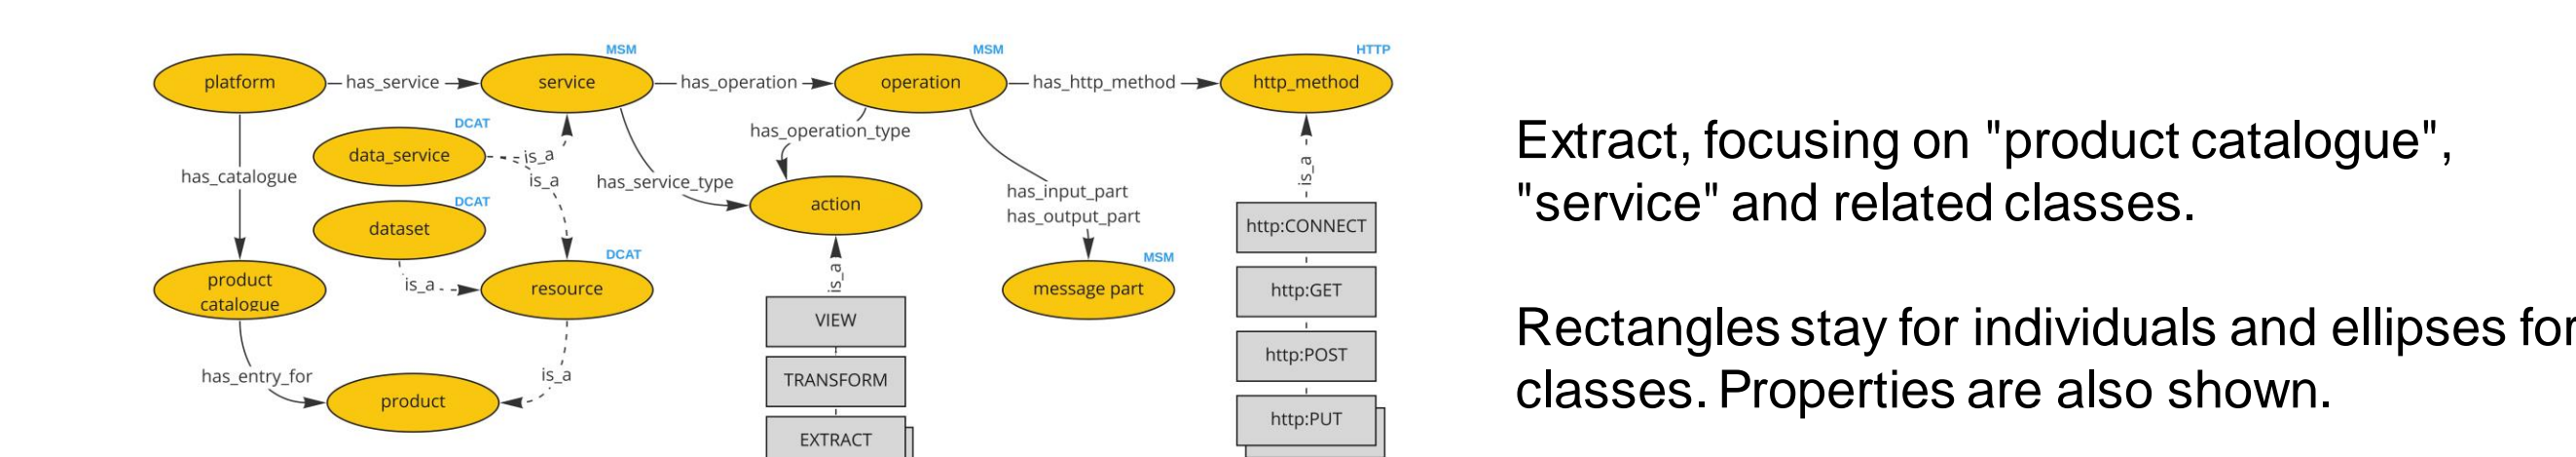 MSM
MSM
HTTP
platform
has_service
service
has_operation
operation
has_http_method
http_method
DCAT
has_operation_type
data_service
is_a
is_a
is_a
has_catalogue
has_service_type
has_input_part
DCAT
action
has_output_part
dataset
http:CONNECT
DCAT
MSM
product
catalogue
is_a
resource
is_a
message part
http:GET
VIEW
http:POST
has_entry_for
is_a
TRANSFORM
product
http:PUT
EXTRACT
Extract, focusing on "product catalogue",
"service" and related classes.
Rectangles stay for individuals and ellipses for
classes. Properties are also shown.